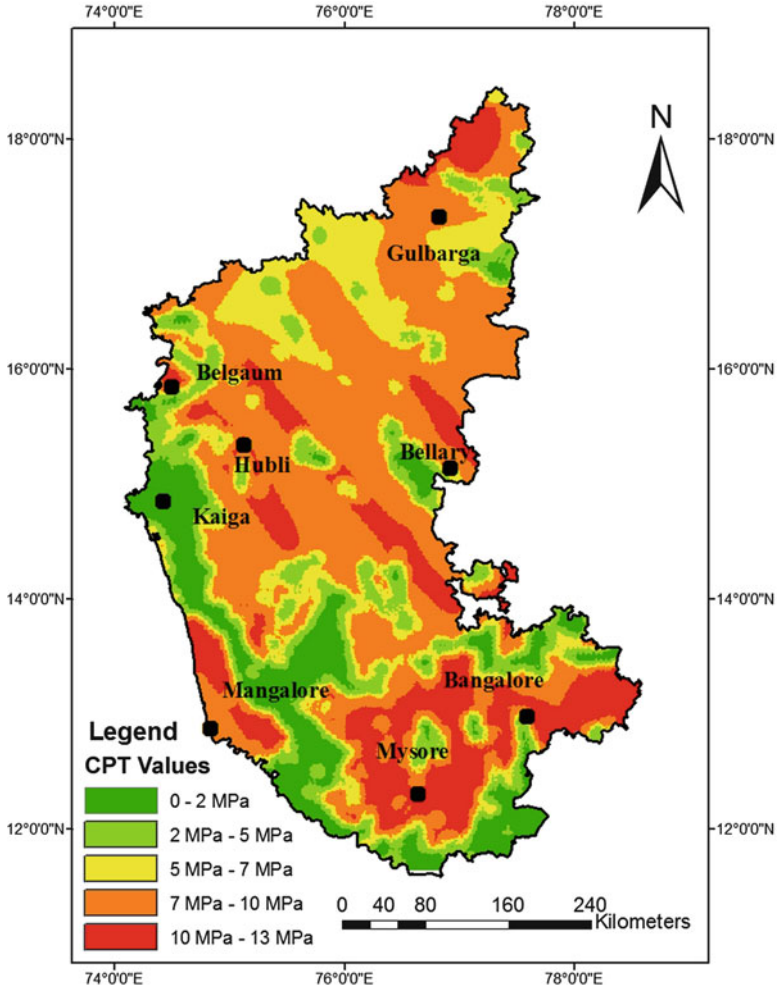 74°0'0"E 76°0'0"E 78°0'0"E
N
18°0'0"N 18°0'0"N
Gulbarga
16°0'0"N 16°0'0"N
Belgaum
Bellary
Hubli
Kaiga
14°0'0"N 14°0'0"N
Bangalore
Mangalore
Legend
Mysore
CPT Values
0 - 2 MPa
2 MPa - 5 MPa
12°0'0"N 12°0'0"N
5 MPa - 7 MPa
7 MPa - 10 MPa
0 40 80 160 240
Kilometers
10 MPa - 13 MPa
74°0'0"E 76°0'0"E 78°0'0"E